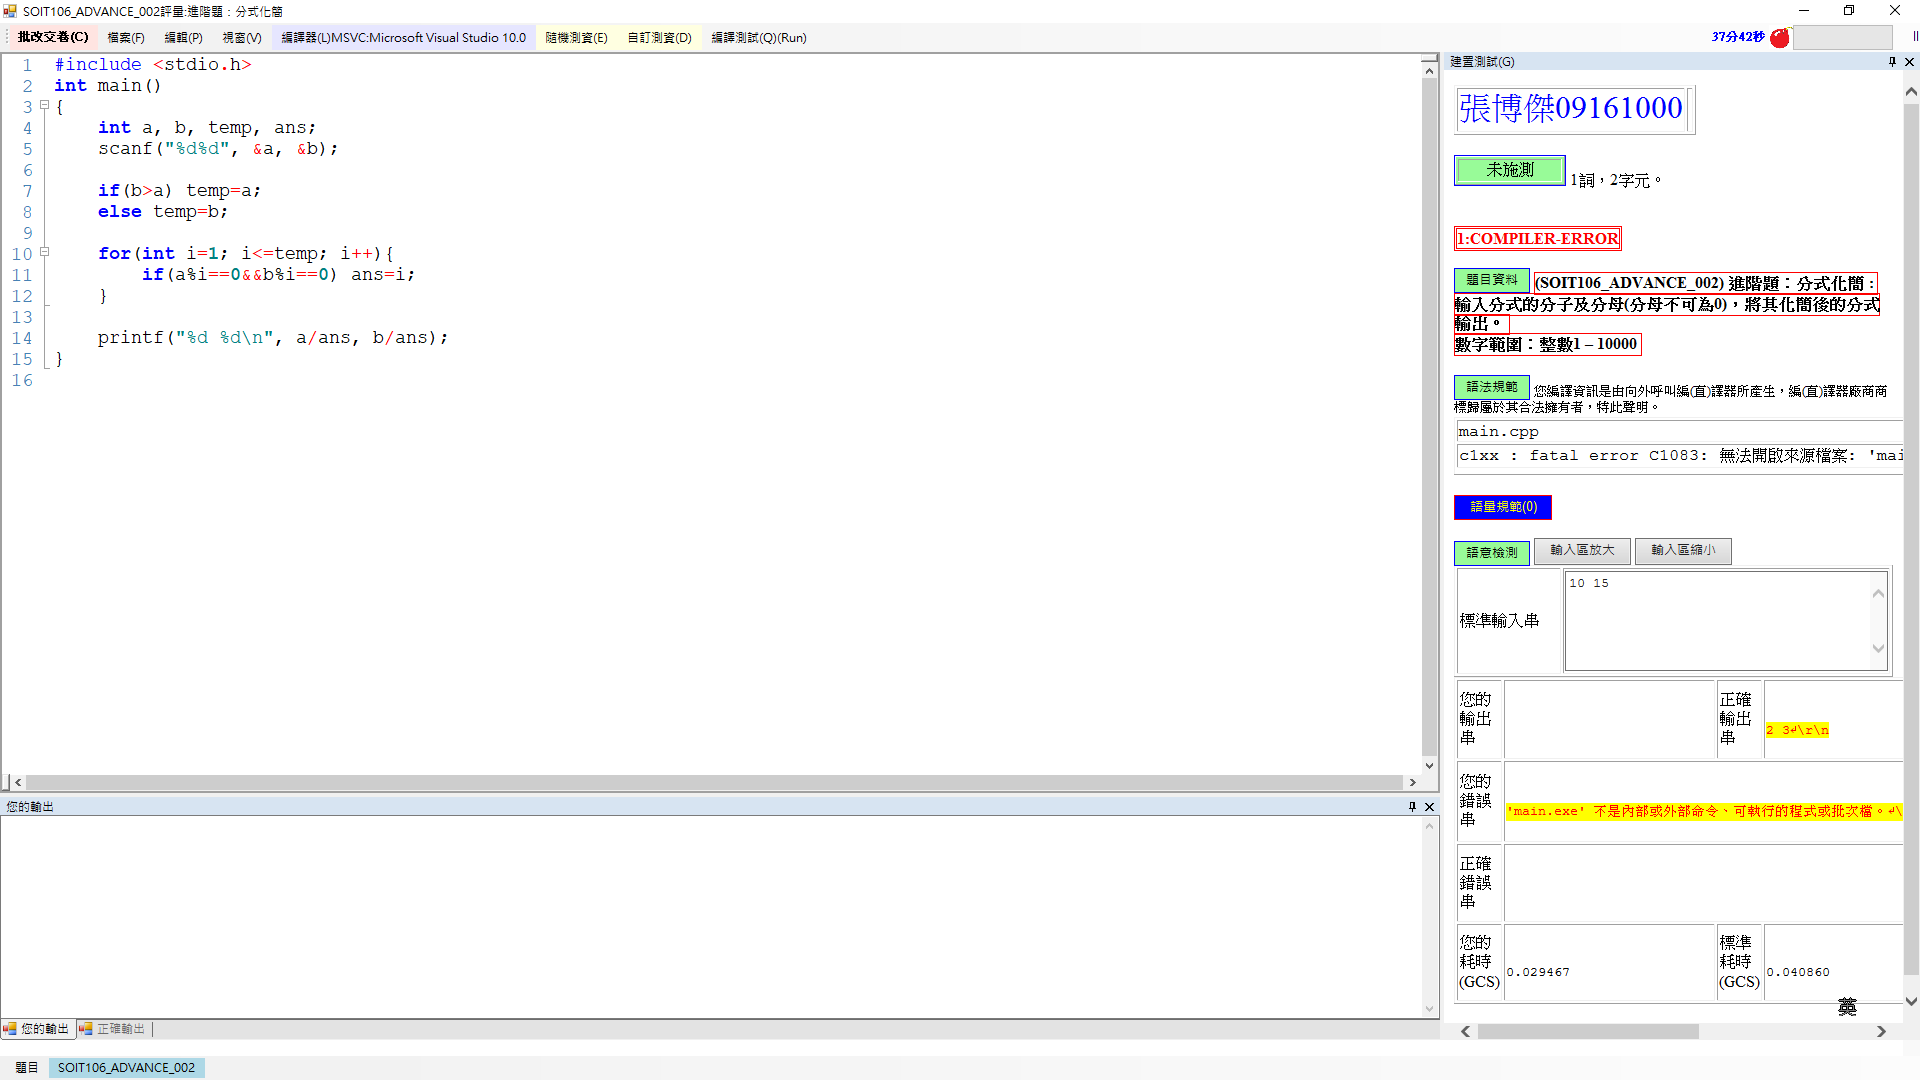 SOIT106_ADVANCE_002評量:進階題：分式化簡
批改交卷(C) 檔案(F) 編輯(P) 視窗(V) 編譯器(L)MSVC:Microsoft Visual Studio 10.0 隨機測資(E) 自訂測資(D) 編譯測試(Q)(Run) 37分42秒
1 #include <stdio.h>
2 int main()
3 {
4 int a, b, temp, ans;
5 scanf("%d%d", &a, &b);
6
7 if(b>a) temp=a;
8 else temp=b;
9
10 for(int i=1; i<=temp; i++){
11 if(a%i==0&&b%i==0) ans=i;
12 }
13
14 printf("%d %d\n", a/ans, b/ans);
15 }
16
您的輸出
您的輸出 正確輸出
題目 SOIT106_ADVANCE_002
建置測試(G)
張博傑09161000
未施測 1詞，2字元。
1:COMPILER-ERROR
題目資料 (SOIT106_ADVANCE_002) 進階題：分式化簡：
輸入分式的分子及分母(分母不可為0)，將其化簡後的分式
輸出。
數字範圍：整數1 – 10000
語法規範 您編譯資訊是由向外呼叫編(直)譯器所產生，編(直)譯器廠商商
標歸屬於其合法擁有者，特此聲明。
main.cpp
c1xx : fatal error C1083: 無法開啟來源檔案: 'mai
語量規範(0)
語意檢測 輸入區放大 輸入區縮小
標準輸入串 10 15
您的輸出串 正確輸出串 2 3↲\r\n
您的錯誤串 'main.exe' 不是內部或外部命令、可執行的程式或批次檔。↲\
正確錯誤串
您的耗時(GCS) 0.029467 標準耗時(GCS) 0.040860
英